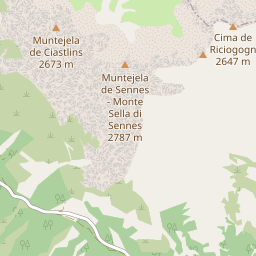 Muntejela
de Ciastlins
2673 m
Muntejela
de Sennes
- Monte
Sella di
Sennes
2787 m
Cima de
Riciogogn
2647 m